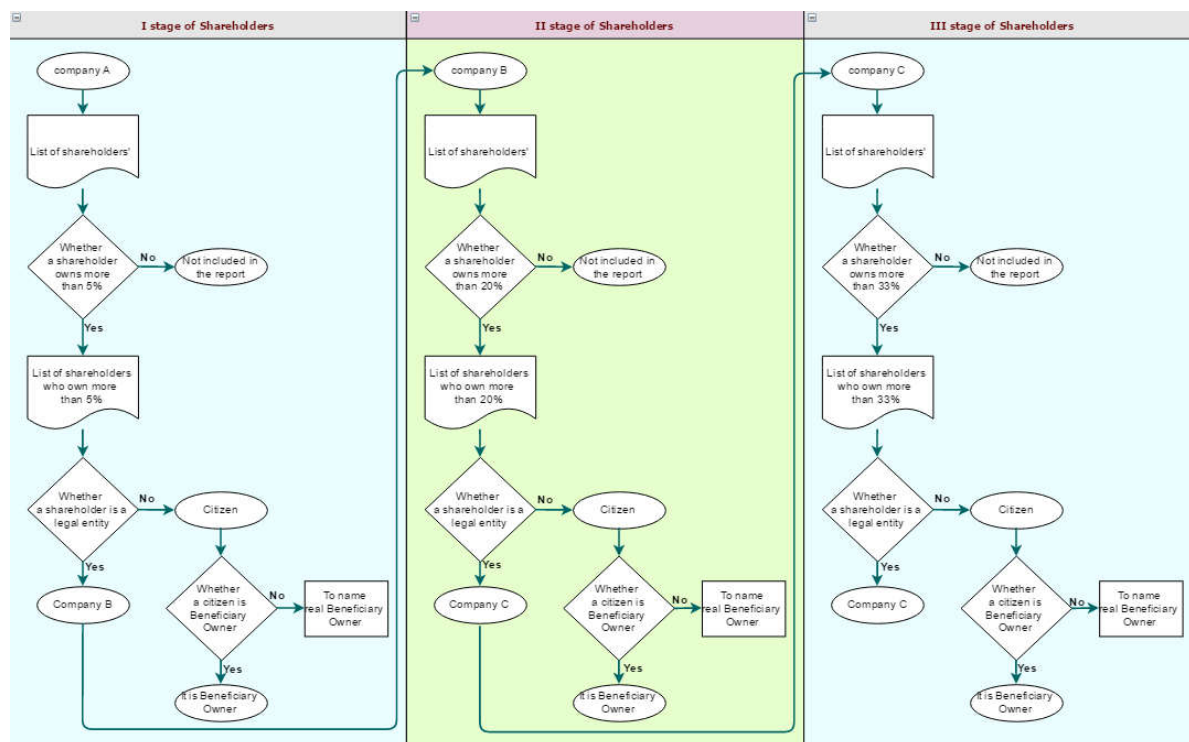 I stage of Shareholders
company A
List of shareholders'
Whether
a shareholder
owns more
than 5%
No
Not included in
the report
Yes
List of shareholders
who own more
than 5%
Whether
a shareholder is a
legal entity
No
Citizen
Yes
Company B
Whether
a citizen is
Beneficiary
Owner
No
To name
real Beneficiary
Owner
Yes
It is Beneficiary
Owner
II stage of Shareholders
company B
List of shareholders'
Whether
a shareholder
owns more
than 20%
No
Not included in
the report
Yes
List of shareholders
who own more
than 20%
Whether
a shareholder is a
legal entity
No
Citizen
Yes
Company C
Whether
a citizen is
Beneficiary
Owner
No
To name
real Beneficiary
Owner
Yes
It is Beneficiary
Owner
III stage of Shareholders
company C
List of shareholders'
Whether
a shareholder
owns more
than 33%
No
Not included in
the report
Yes
List of shareholders
who own more
than 33%
Whether
a shareholder is a
legal entity
No
Citizen
Yes
Company C
Whether
a citizen is
Beneficiary
Owner
No
To name
real Beneficiary
Owner
Yes
It is Beneficiary
Owner